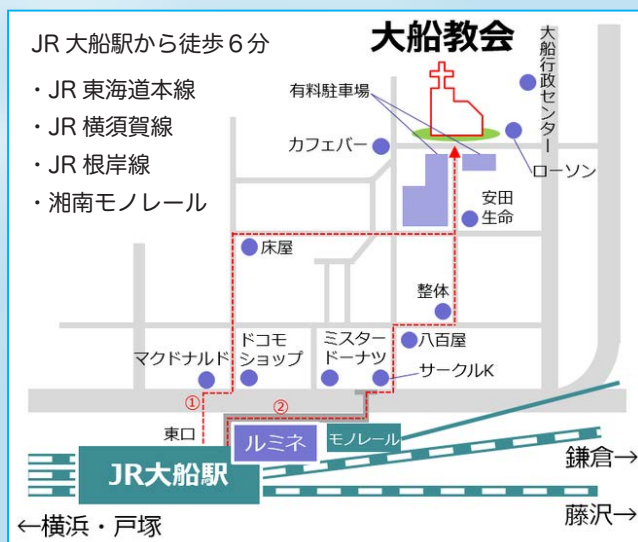 JR 大船駅から徒歩６分
・JR 東海道本線
・JR 横須賀線
・JR 根岸線
・湘南モノレール
大船教会
大船行政センター
有料駐車場
カフェバー
ローソン
安田
生命
床屋
整体
マクドナルド
ドコモ
ショップ
ミスター
ドーナツ
八百屋
サークルK
①
②
東口
ルミネ
モノレール
JR大船駅
鎌倉→
藤沢→
←横浜・戸塚